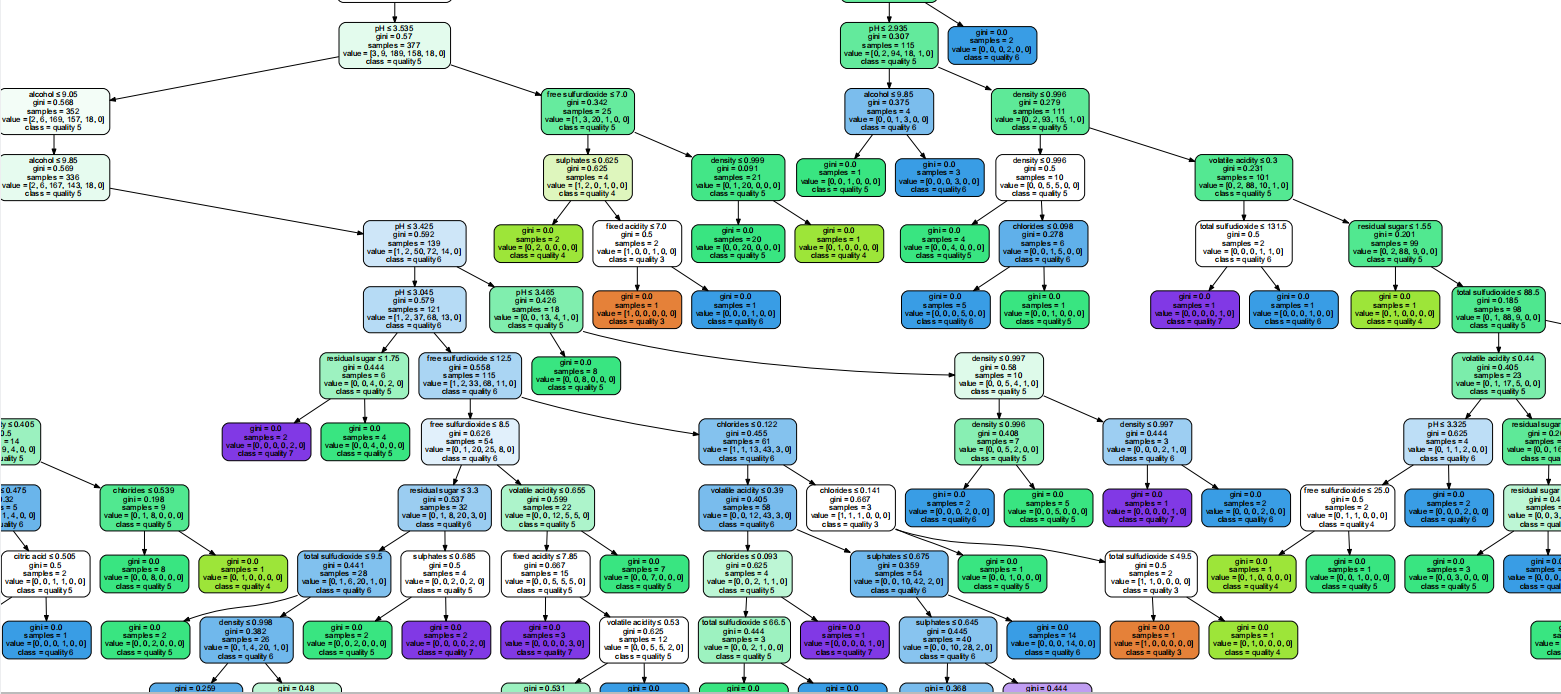 pH ≤ 3.535
gini = 0.57
samples = 377
value = [3, 9, 189, 158, 18, 0]
class = quality 5
pH ≤ 2.935
gini = 0.307
samples = 115
value = [0, 2, 94, 18, 1, 0]
class = quality 5
gini = 0.0
samples = 2
value = [0, 0, 0, 2, 0, 0]
class = quality 6
alcohol ≤ 9.05
gini = 0.568
samples = 352
value = [2, 6, 169, 157, 18, 0]
class = quality 5
free sulfurdioxide ≤ 7.0
gini = 0.342
samples = 25
value = [1, 3, 20, 1, 0, 0]
class = quality 5
alcohol ≤ 9.85
gini = 0.375
samples = 4
value = [0, 0, 1, 3, 0, 0]
class = quality 6
density ≤ 0.996
gini = 0.279
samples = 111
value = [0, 2, 93, 15, 1, 0]
class = quality 5
alcohol ≤ 9.85
gini = 0.569
samples = 336
value = [2, 6, 167, 143, 18, 0]
class = quality 5
sulphates ≤ 0.625
gini = 0.625
samples = 4
value = [1, 2, 0, 1, 0, 0]
class = quality 4
density ≤ 0.999
gini = 0.091
samples = 21
value = [0, 1, 20, 0, 0, 0]
class = quality 5
gini = 0.0
samples = 1
value = [0, 0, 1, 0, 0, 0]
class = quality 5
gini = 0.0
samples = 3
value = [0, 0, 0, 3, 0, 0]
class = quality 6
density ≤ 0.996
gini = 0.5
samples = 10
value = [0, 0, 5, 5, 0, 0]
class = quality 5
volatile acidity ≤ 0.3
gini = 0.231
samples = 101
value = [0, 2, 88, 10, 1, 0]
class = quality 5
pH ≤ 3.425
gini = 0.592
samples = 139
value = [1, 2, 50, 72, 14, 0]
class = quality 6
gini = 0.0
samples = 2
value = [0, 2, 0, 0, 0, 0]
class = quality 4
fixed acidity ≤ 7.0
gini = 0.5
samples = 2
value = [1, 0, 0, 1, 0, 0]
class = quality 3
gini = 0.0
samples = 20
value = [0, 0, 20, 0, 0, 0]
class = quality 5
gini = 0.0
samples = 1
value = [0, 1, 0, 0, 0, 0]
class = quality 4
gini = 0.0
samples = 4
value = [0, 0, 4, 0, 0, 0]
class = quality 5
chlorides ≤ 0.098
gini = 0.278
samples = 6
value = [0, 0, 1, 5, 0, 0]
class = quality 6
total sulfudioxide ≤ 131.5
gini = 0.5
samples = 2
value = [0, 0, 0, 1, 1, 0]
class = quality 6
residual sugar ≤ 1.55
gini = 0.201
samples = 99
value = [0, 2, 88, 9, 0, 0]
class = quality 5
pH ≤ 3.045
gini = 0.579
samples = 121
value = [1, 2, 37, 68, 13, 0]
class = quality 6
pH ≤ 3.465
gini = 0.426
samples = 18
value = [0, 0, 13, 4, 1, 0]
class = quality 5
gini = 0.0
samples = 1
value = [1, 0, 0, 0, 0, 0]
class = quality 3
gini = 0.0
samples = 1
value = [0, 0, 0, 1, 0, 0]
class = quality 6
gini = 0.0
samples = 5
value = [0, 0, 0, 5, 0, 0]
class = quality 6
gini = 0.0
samples = 1
value = [0, 0, 1, 0, 0, 0]
class = quality 5
gini = 0.0
samples = 1
value = [0, 0, 0, 0, 1, 0]
class = quality 7
gini = 0.0
samples = 1
value = [0, 0, 0, 1, 0, 0]
class = quality 6
gini = 0.0
samples = 1
value = [0, 1, 0, 0, 0, 0]
class = quality 4
total sulfudioxide ≤ 88.5
gini = 0.185
samples = 98
value = [0, 1, 88, 9, 0, 0]
class = quality 5
residual sugar ≤ 1.75
gini = 0.444
samples = 6
value = [0, 0, 4, 0, 2, 0]
class = quality 5
free sulfurdioxide ≤ 12.5
gini = 0.558
samples = 115
value = [1, 2, 33, 68, 11, 0]
class = quality 6
gini = 0.0
samples = 8
value = [0, 0, 8, 0, 0, 0]
class = quality 5
density ≤ 0.997
gini = 0.58
samples = 10
value = [0, 0, 5, 4, 1, 0]
class = quality 5
volatile acidity ≤ 0.44
gini = 0.405
samples = 23
value = [0, 1, 17, 5, 0, 0]
class = quality 5
gini = 0.0
samples = 2
value = [0, 0, 0, 0, 2, 0]
class = quality 7
gini = 0.0
samples = 4
value = [0, 0, 4, 0, 0, 0]
class = quality 5
free sulfurdioxide ≤ 8.5
gini = 0.626
samples = 54
value = [0, 1, 20, 25, 8, 0]
class = quality 6
chlorides ≤ 0.122
gini = 0.455
samples = 61
value = [1, 1, 13, 43, 3, 0]
class = quality 6
density ≤ 0.996
gini = 0.408
samples = 7
value = [0, 0, 5, 2, 0, 0]
class = quality 5
density ≤ 0.997
gini = 0.444
samples = 3
value = [0, 0, 0, 2, 1, 0]
class = quality 6
pH ≤ 3.325
gini = 0.625
samples = 4
value = [0, 1, 1, 2, 0, 0]
class = quality 6
residual sugar
chlorides ≤ 0.539
gini = 0.198
samples = 9
value = [0, 1, 8, 0, 0, 0]
class = quality 5
residual sugar ≤ 3.3
gini = 0.537
samples = 32
value = [0, 1, 8, 20, 3, 0]
class = quality 6
volatile acidity ≤ 0.655
gini = 0.599
samples = 22
value = [0, 0, 12, 5, 5, 0]
class = quality 5
volatile acidity ≤ 0.39
gini = 0.405
samples = 58
value = [0, 0, 12, 43, 3, 0]
class = quality 6
chlorides ≤ 0.141
gini = 0.667
samples = 3
value = [1, 1, 1, 0, 0, 0]
class = quality 3
gini = 0.0
samples = 2
value = [0, 0, 0, 2, 0, 0]
class = quality 6
gini = 0.0
samples = 5
value = [0, 0, 5, 0, 0, 0]
class = quality 5
gini = 0.0
samples = 1
value = [0, 0, 0, 0, 1, 0]
class = quality 7
gini = 0.0
samples = 2
value = [0, 0, 0, 2, 0, 0]
class = quality 6
free sulfurdioxide ≤ 25.0
gini = 0.5
samples = 2
value = [0, 1, 1, 0, 0, 0]
class = quality 4
gini = 0.0
samples = 2
value = [0, 0, 0, 2, 0, 0]
class = quality 6
residual sugar
citric acid ≤ 0.505
gini = 0.5
samples = 2
value = [0, 0, 1, 1, 0, 0]
class = quality 5
gini = 0.0
samples = 8
value = [0, 0, 8, 0, 0, 0]
class = quality 5
gini = 0.0
samples = 1
value = [0, 1, 0, 0, 0, 0]
class = quality 4
total sulfudioxide ≤ 9.5
gini = 0.441
samples = 28
value = [0, 1, 6, 20, 1, 0]
class = quality 6
sulphates ≤ 0.685
gini = 0.5
samples = 4
value = [0, 0, 2, 0, 2, 0]
class = quality 5
fixed acidity ≤ 7.85
gini = 0.667
samples = 15
value = [0, 0, 5, 5, 5, 0]
class = quality 5
gini = 0.0
samples = 7
value = [0, 0, 7, 0, 0, 0]
class = quality 5
chlorides ≤ 0.093
gini = 0.625
samples = 4
value = [0, 0, 2, 1, 1, 0]
class = quality 5
sulphates ≤ 0.675
gini = 0.359
samples = 54
value = [0, 0, 10, 42, 2, 0]
class = quality 6
gini = 0.0
samples = 1
value = [0, 0, 1, 0, 0, 0]
class = quality 5
total sulfudioxide ≤ 49.5
gini = 0.5
samples = 2
value = [1, 1, 0, 0, 0, 0]
class = quality 3
gini = 0.0
samples = 1
value = [0, 1, 0, 0, 0, 0]
class = quality 4
gini = 0.0
samples = 1
value = [0, 0, 1, 0, 0, 0]
class = quality 5
gini = 0.0
samples = 3
value = [0, 0, 3, 0, 0, 0]
class = quality 5
gini = 0.0
samples = 1
value = [0, 0, 0, 1, 0, 0]
class = quality 6
gini = 0.0
samples = 2
value = [0, 0, 2, 0, 0, 0]
class = quality 5
density ≤ 0.998
gini = 0.382
samples = 26
value = [0, 1, 4, 20, 1, 0]
class = quality 6
gini = 0.0
samples = 2
value = [0, 0, 2, 0, 0, 0]
class = quality 5
gini = 0.0
samples = 2
value = [0, 0, 0, 0, 2, 0]
class = quality 7
gini = 0.0
samples = 3
value = [0, 0, 0, 0, 3, 0]
class = quality 7
volatile acidity ≤ 0.53
gini = 0.625
samples = 12
value = [0, 0, 5, 5, 2, 0]
class = quality 5
total sulfudioxide ≤ 66.5
gini = 0.444
samples = 3
value = [0, 0, 2, 1, 0, 0]
class = quality 5
gini = 0.0
samples = 1
value = [0, 0, 0, 0, 1, 0]
class = quality 7
sulphates ≤ 0.645
gini = 0.445
samples = 40
value = [0, 0, 10, 28, 2, 0]
class = quality 6
gini = 0.0
samples = 14
value = [0, 0, 0, 14, 0, 0]
class = quality 6
gini = 0.0
samples = 1
value = [1, 0, 0, 0, 0, 0]
class = quality 3
gini = 0.0
samples = 1
value = [0, 1, 0, 0, 0, 0]
class = quality 4
gini = 0.259
gini = 0.48
gini = 0.531
gini = 0.0
gini = 0.0
gini = 0.0
gini = 0.368
gini = 0.444